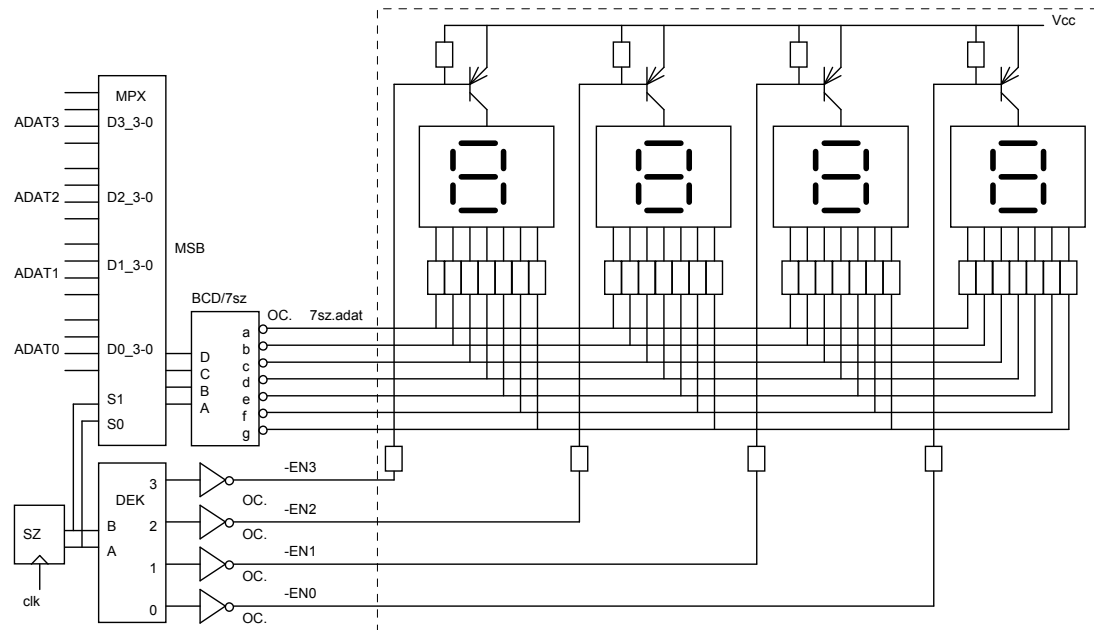 Vcc
MPX
ADAT3
D3_3-0
ADAT2
D2_3-0
MSB
ADAT1
D1_3-0
BCD/7sz
OC. 7sz.adat
ADAT0
D0_3-0
a
b
c
d
e
f
g
D
C
B
A
S1
S0
DEK
3
2
1
0
B
A
SZ
clk
-EN3
OC.
-EN2
OC.
-EN1
OC.
-EN0
OC.